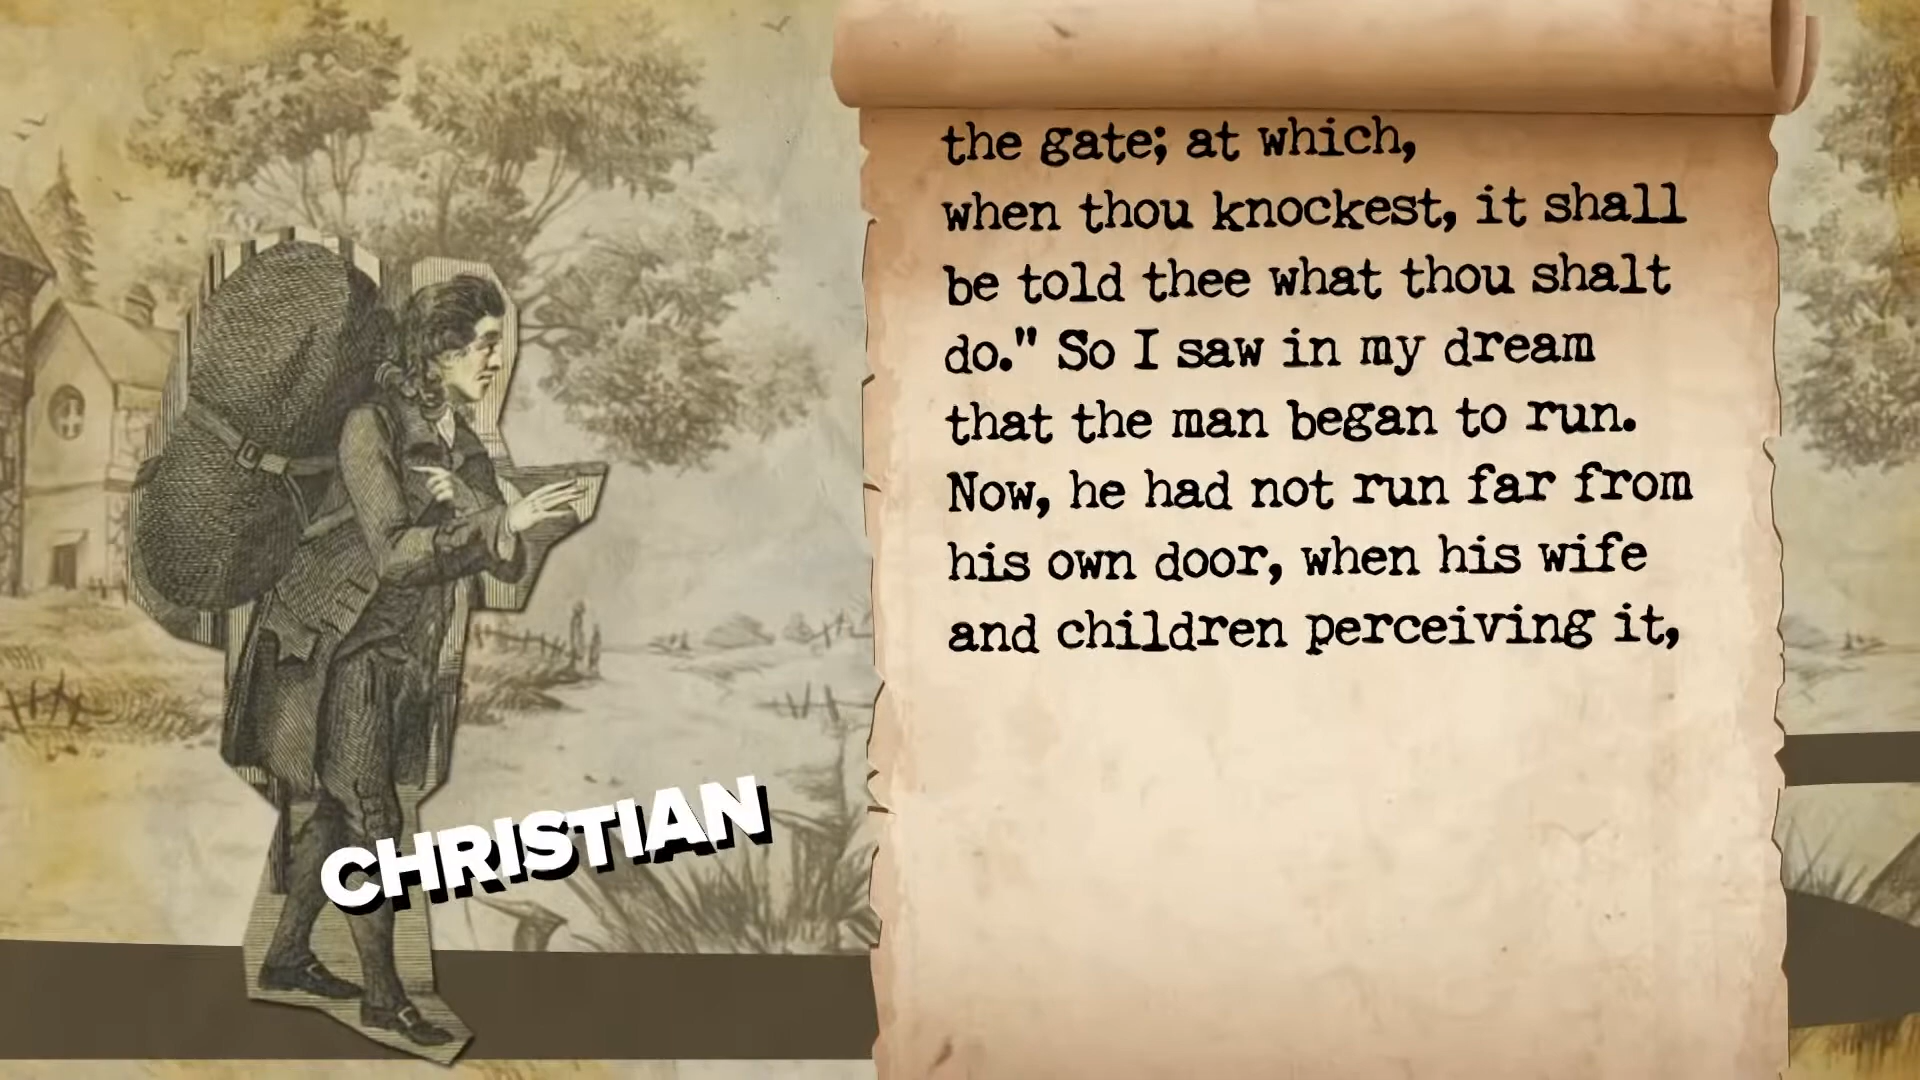 the gate; at which,
when thou knockest, it shall
be told thee what thou shalt
do." So I saw in my dream
that the man began to run.
Now, he had not run far from
his own door, when his wife
and children perceiving it,
CHRISTIAN